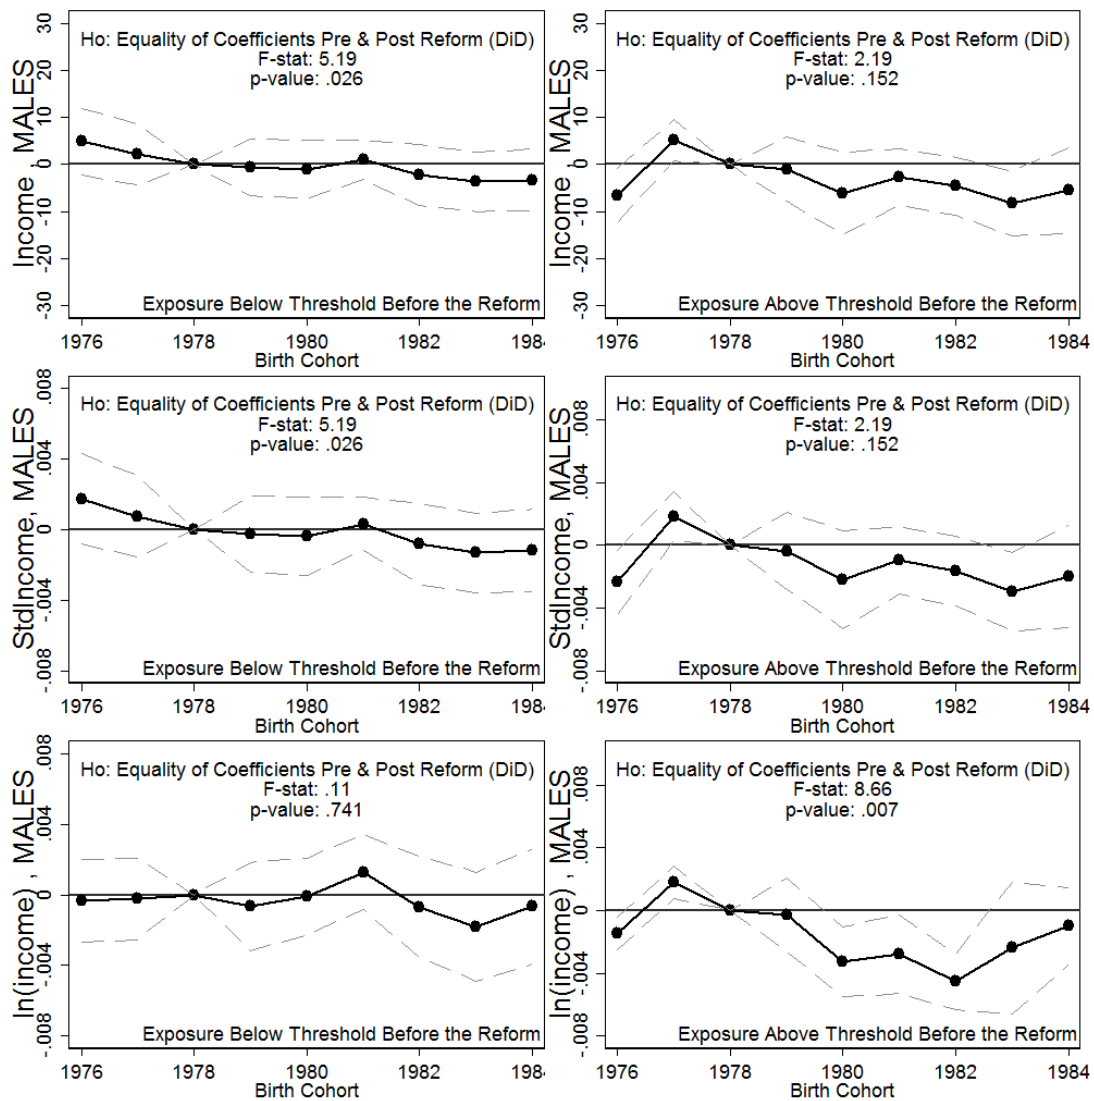 Ho: Equality of Coefficients Pre & Post Reform (DiD)
F-stat: 5.19
p-value: .026
Income , MALES
30
20
10
0
-10
-20
-30
Exposure Below Threshold Before the Reform
1976
1978
1980
1982
1984
Birth Cohort
Ho: Equality of Coefficients Pre & Post Reform (DiD)
F-stat: 2.19
p-value: .152
Income , MALES
30
20
10
0
-10
-20
-30
Exposure Above Threshold Before the Reform
1976
1978
1980
1982
1984
Birth Cohort
Ho: Equality of Coefficients Pre & Post Reform (DiD)
F-stat: 5.19
p-value: .026
StdIncome, MALES
.008
.004
0
-.004
-.008
Exposure Below Threshold Before the Reform
1976
1978
1980
1982
1984
Birth Cohort
Ho: Equality of Coefficients Pre & Post Reform (DiD)
F-stat: 2.19
p-value: .152
StdIncome, MALES
.008
.004
0
-.004
-.008
Exposure Above Threshold Before the Reform
1976
1978
1980
1982
1984
Birth Cohort
Ho: Equality of Coefficients Pre & Post Reform (DiD)
F-stat: .11
p-value: .741
ln(income) , MALES
.008
.004
0
-.004
-.008
Exposure Below Threshold Before the Reform
1976
1978
1980
1982
1984
Birth Cohort
Ho: Equality of Coefficients Pre & Post Reform (DiD)
F-stat: 8.66
p-value: .007
ln(income) , MALES
.008
.004
0
-.004
-.008
Exposure Above Threshold Before the Reform
1976
1978
1980
1982
1984
Birth Cohort